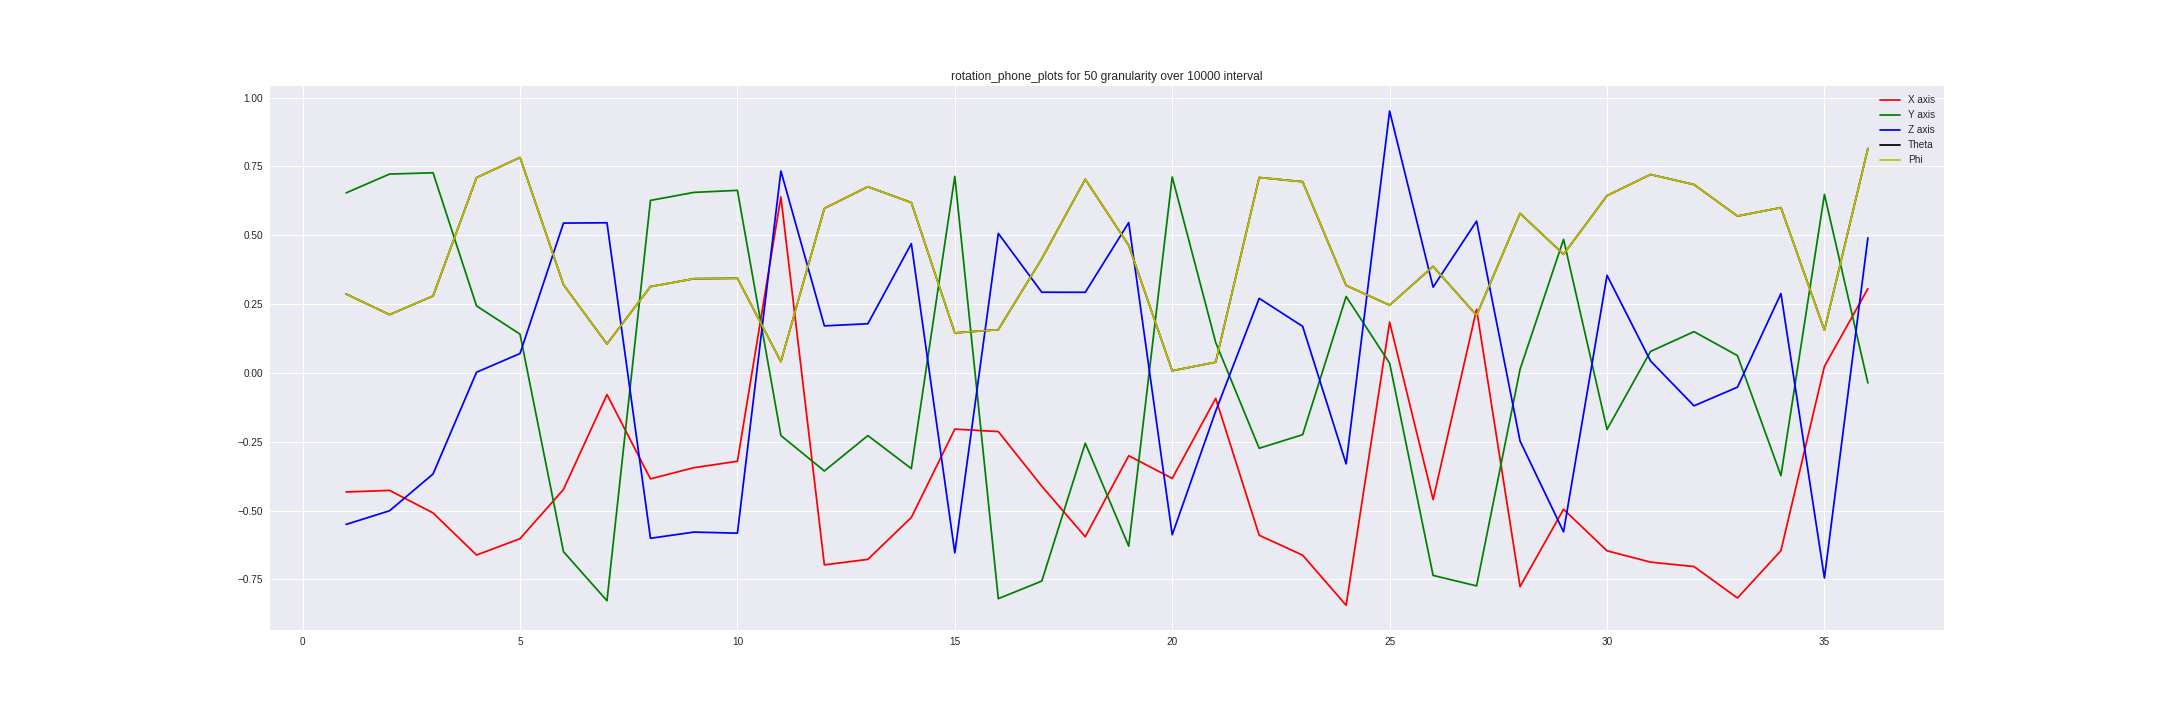 rotation_phone_plots for 50 granularity over 10000 interval
1.00
0.75
0.50
0.25
0.00
−0.25
−0.50
−0.75
0 5 10 15 20 25 30 35
X axis
Y axis
Z axis
Theta
Phi